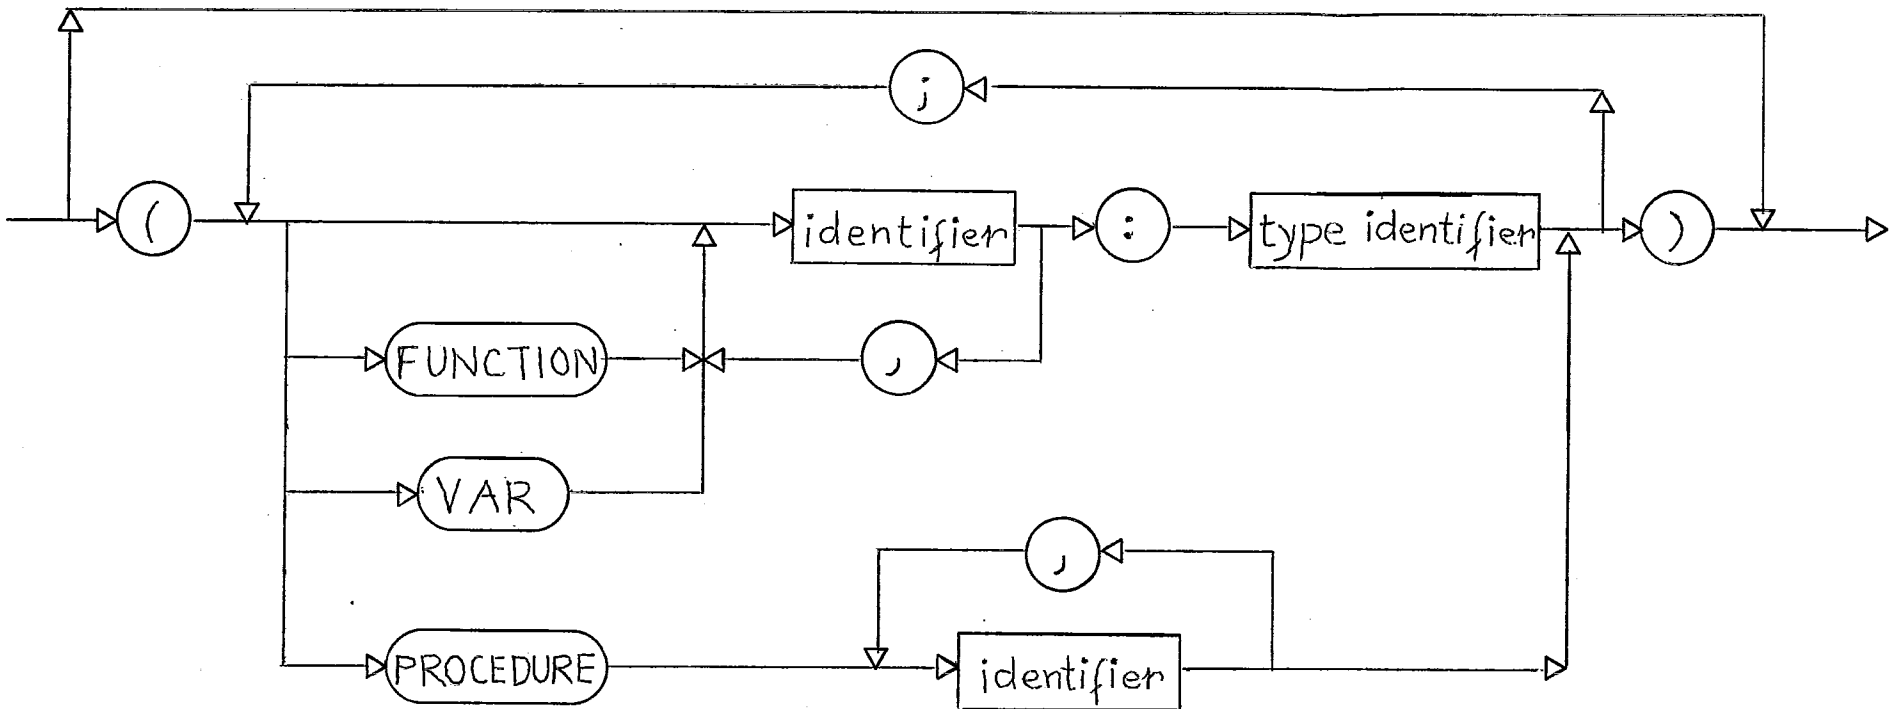 ;
( identifier : type identifier )
FUNCTION ,
VAR
,
PROCEDURE identifier